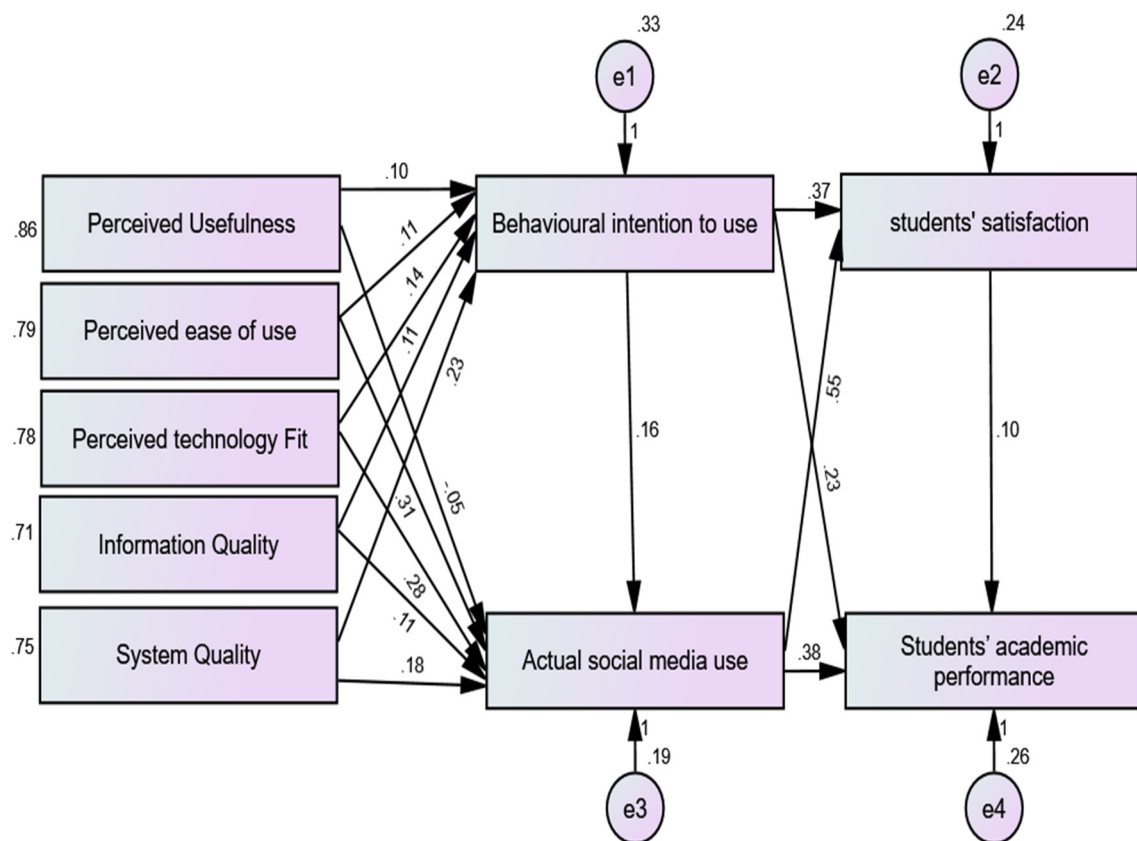 .33
.24
e1
e2
1
1
.86
Perceived Usefulness
.10
Behavioural intention to use
.37
students' satisfaction
.11
.14
.11
.23
.79
Perceived ease of use
.78
Perceived technology Fit
.16
.55
.23
.10
.71
Information Quality
.31
-.05
.28
.11
.75
System Quality
.18
Actual social media use
.38
Students’ academic
performance
1
.19
1
.26
e3
e4